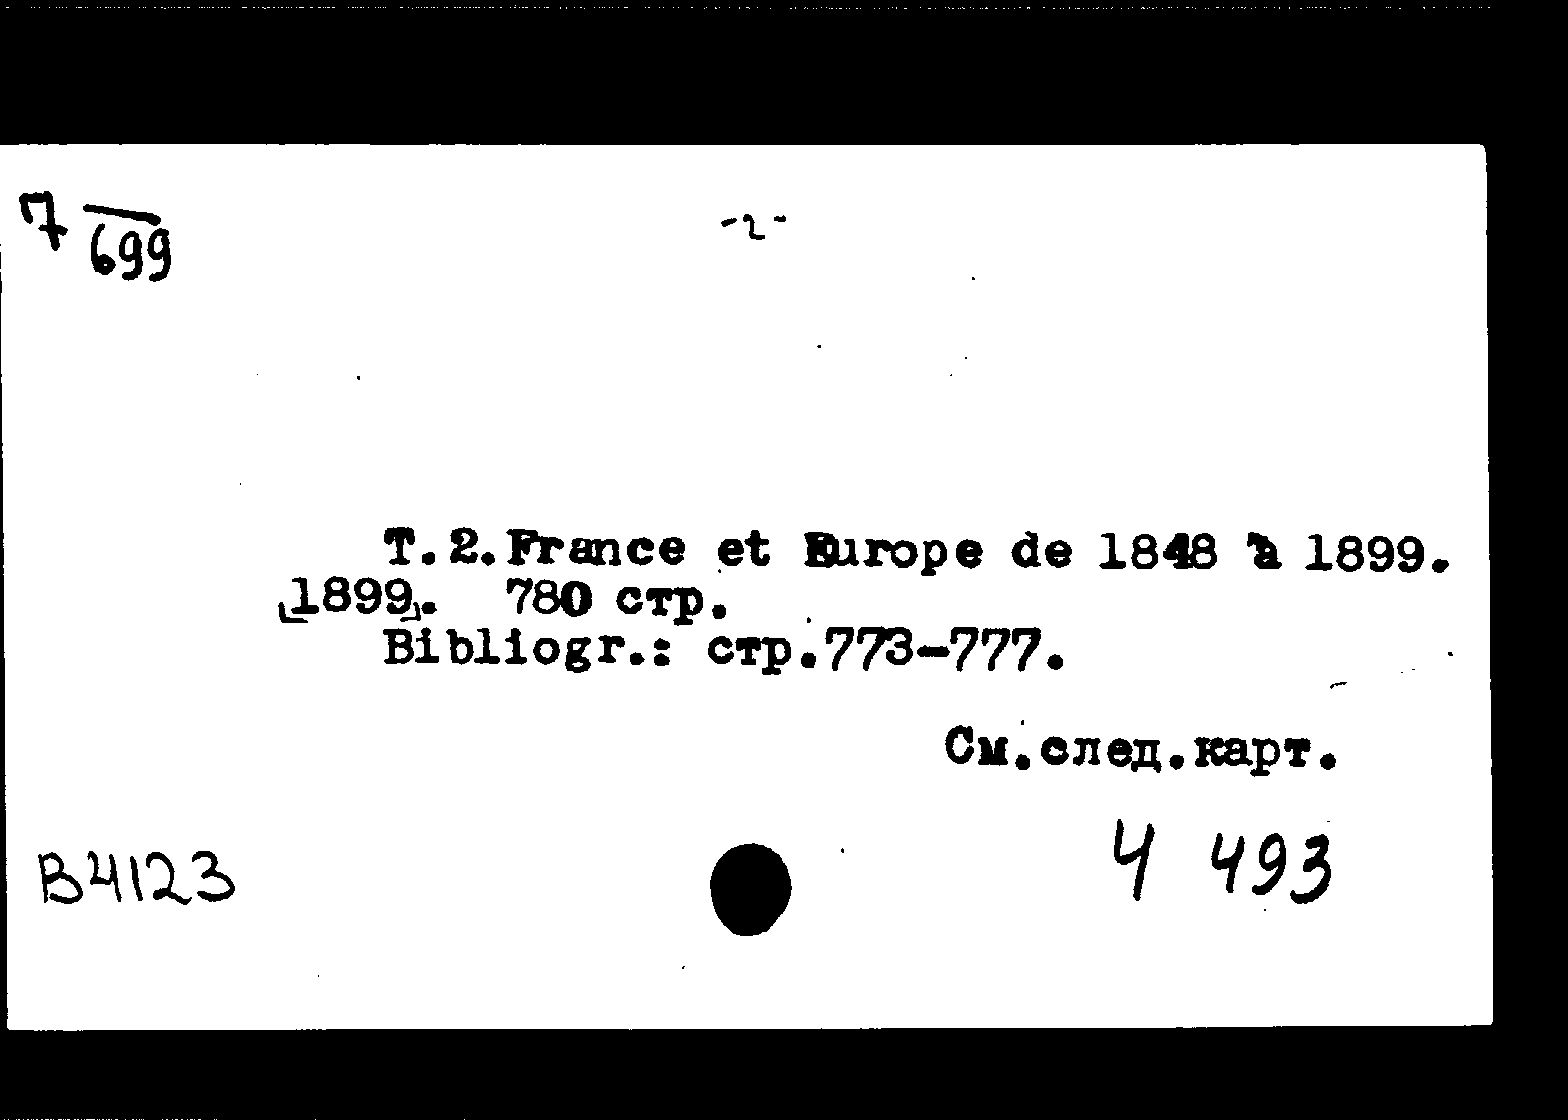 7 699
-2-
Т.2.France et Europe de 1848 à 1899.
[1899]. 780 стр.
Bibliogr.: стр.773-777.
См.след.карт.
4 493
В4123